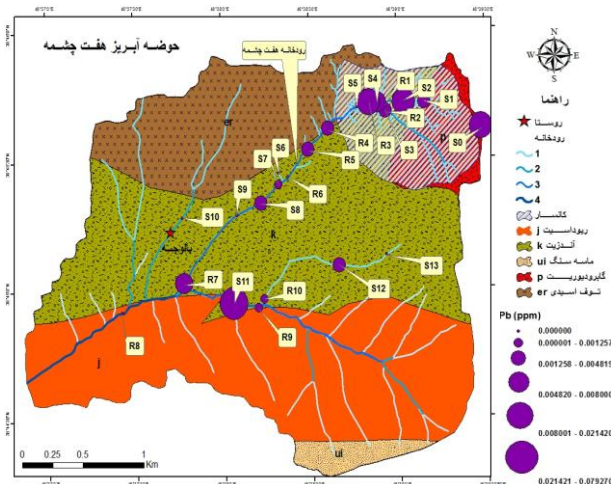 حوضه آبریز هفت چشمه
رودخانه هفت چشمه
N
W
E
S
راهنما
روستا
رودخانه
1
2
3
4
کانسار
ریوداسیت j
آندزیت k
ماسه سنگ ui
گابرودیوریت p
توف اسیدی er
Pb (ppm)
0.000000
0.000001 - 0.001257
0.001258 - 0.004819
0.004820 - 0.008000
0.008001 - 0.021420
0.021421 - 0.079270
S5
S4
R1
S2
S1
S0
R2
S3
R3
R4
R5
p
er
S6
S7
R6
S9
S8
S10
k
R7
S11
R10
S12
S13
R9
R8
j
ui
0 0.25 0.5 1
Km